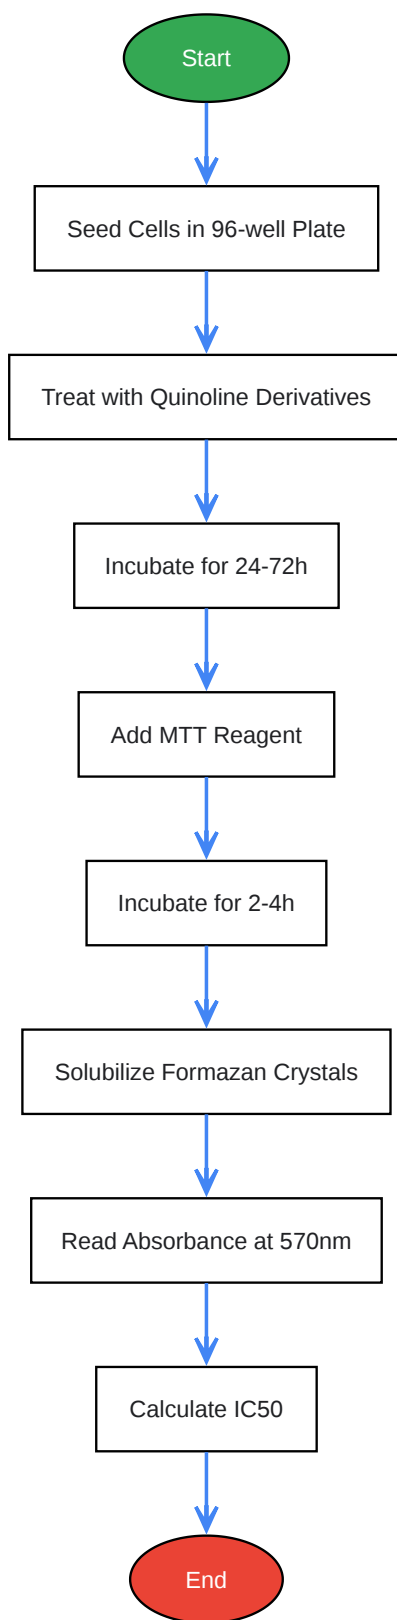 Start
Seed Cells in 96-well Plate
Treat with Quinoline Derivatives
Incubate for 24-72h
Add MTT Reagent
Incubate for 2-4h
Solubilize Formazan Crystals
Read Absorbance at 570nm
Calculate IC50
End